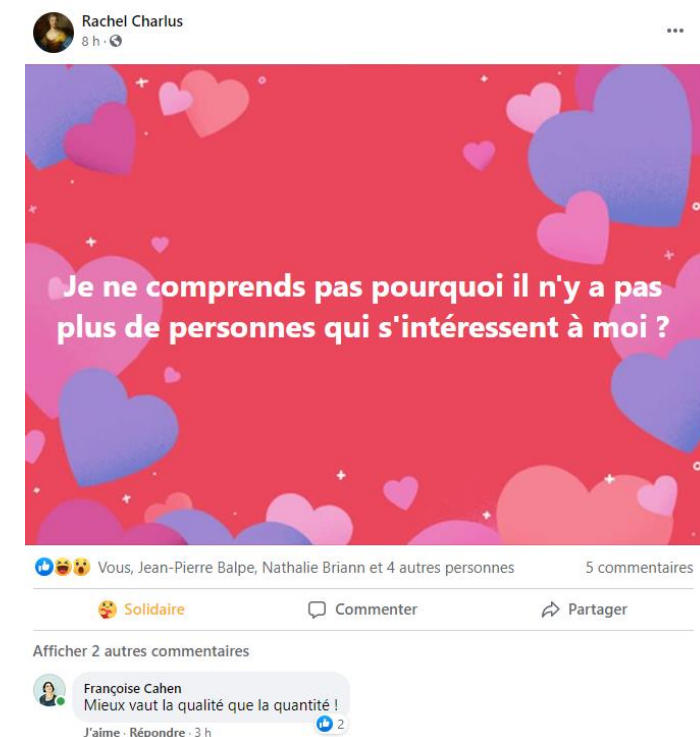 Rachel Charlus
8 h ·
Je ne comprends pas pourquoi il n'y a pas
plus de personnes qui s'intéressent à moi ?
Vous, Jean-Pierre Balpe, Nathalie Briann et 4 autres personnes 5 commentaires
Solidaire Commenter Partager
Afficher 2 autres commentaires
Françoise Cahen
Mieux vaut la qualité que la quantité !
2
J'aime · Répondre · 3 h